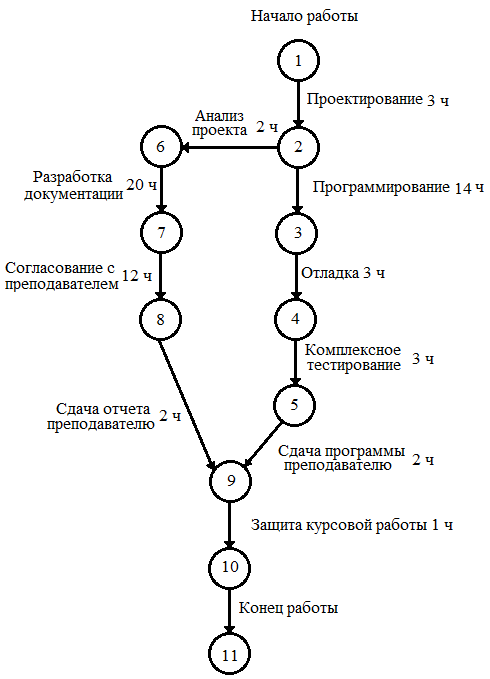 Начало работы
1
Проектирование 3 ч
Анализ
проекта 2 ч
6
2
Разработка
документации 20 ч
Программирование 14 ч
7
3
Согласование с
преподавателем 12 ч
Отладка 3 ч
8
4
Комплексное
тестирование 3 ч
5
Сдача отчета
преподавателю 2 ч
Сдача программы
преподавателю 2 ч
9
Защита курсовой работы 1 ч
10
Конец работы
11